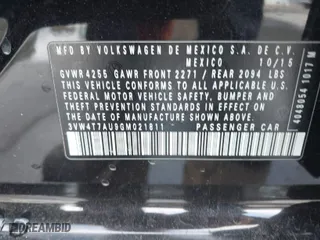 MFD. BY VOLKSWAGEN DE MEXICO S.A. DE C.V.
MEXICO 10/15
GVWR 4255 GAWR FRONT 2271 / REAR 2094 LBS
THIS VEHICLE CONFORMS TO ALL APPLICABLE U.S.
FEDERAL MOTOR VEHICLE SAFETY, BUMPER, AND
THEFT PREVENTION STANDARDS IN EFFECT ON THE
DATE OF MANUFACTURE SHOWN ABOVE.
3VW4T7AU9GM021811 PASSENGER CAR
404B054 1017 M
DREAMBID